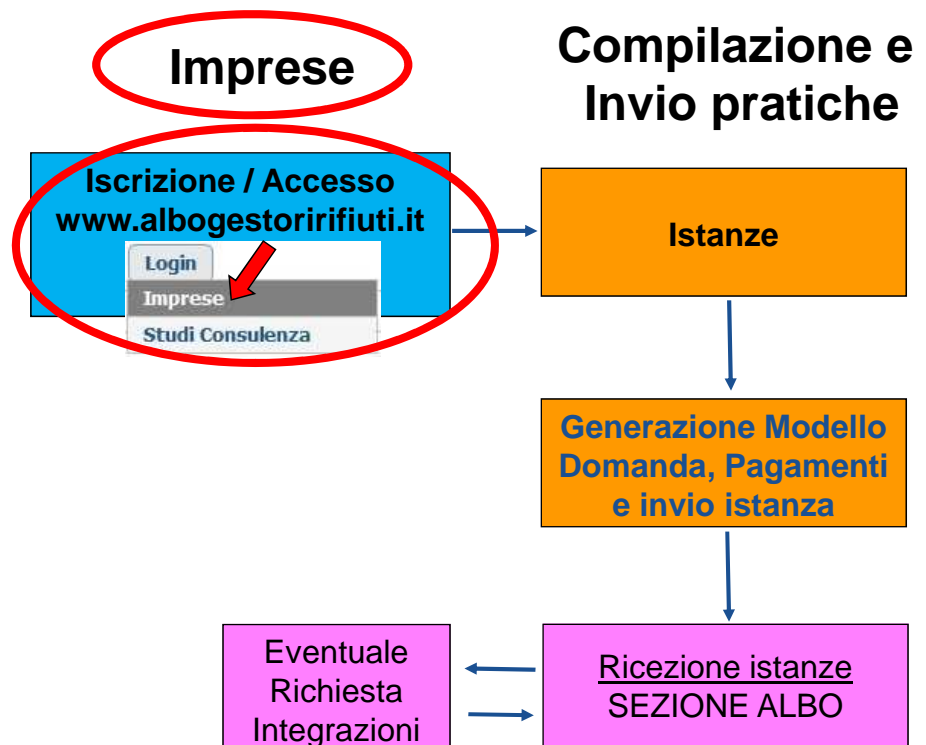 Imprese
Compilazione e
Invio pratiche
Iscrizione / Accesso
www.albogestoririfiuti.it
Login
Imprese
Studi Consulenza
Istanze
Generazione Modello
Domanda, Pagamenti
e invio istanza
Eventuale
Richiesta
Integrazioni
Ricezione istanze
SEZIONE ALBO